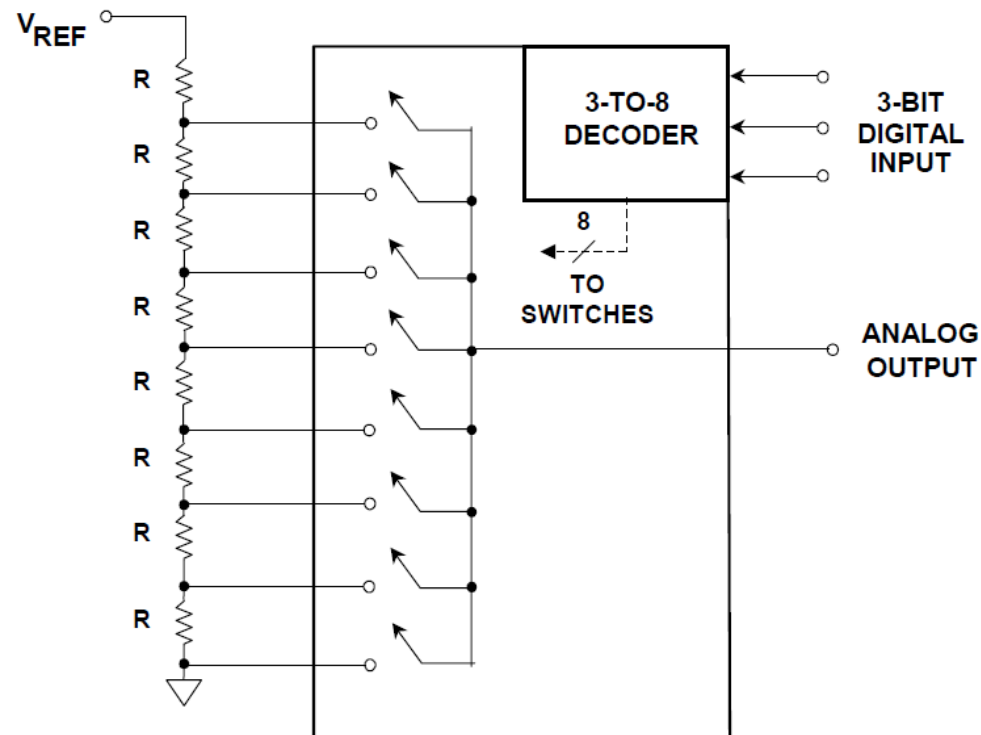 VREF
R
R
R
R
R
R
R
R
3-TO-8
DECODER
3-BIT
DIGITAL
INPUT
8
TO
SWITCHES
ANALOG
OUTPUT